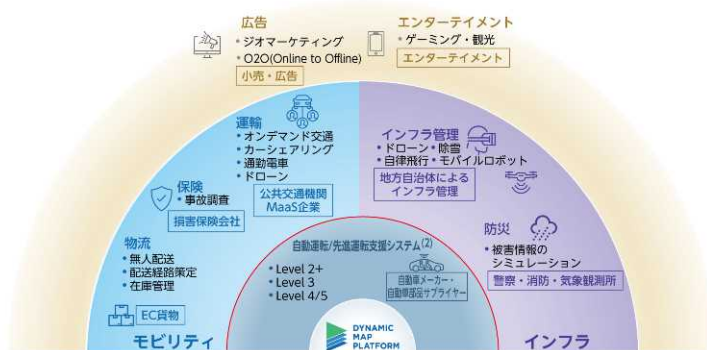 広告
• ジオマーケティング
• O2O(Online to Offline)
小売・広告
エンターテイメント
• ゲーミング・観光
エンターテイメント
運輸
• オンデマンド交通
• カーシェアリング
• 通勤電車
• ドローン
公共交通機関
MaaS企業
保険
• 事故調査
損害保険会社
物流
• 無人配送
• 配送経路策定
• 在庫管理
EC貨物
モビリティ
インフラ管理
• ドローン • 除雪
• 自律飛行 • モバイルロボット
地方自治体による
インフラ管理
防災
• 被害情報の
シミュレーション
警察・消防・気象観測所
インフラ
自動運転/先進運転支援システム(2)
• Level 2+
• Level 3
• Level 4/5
自動車メーカー・
自動車部品サプライヤー
DYNAMIC
MAP
PLATFORM